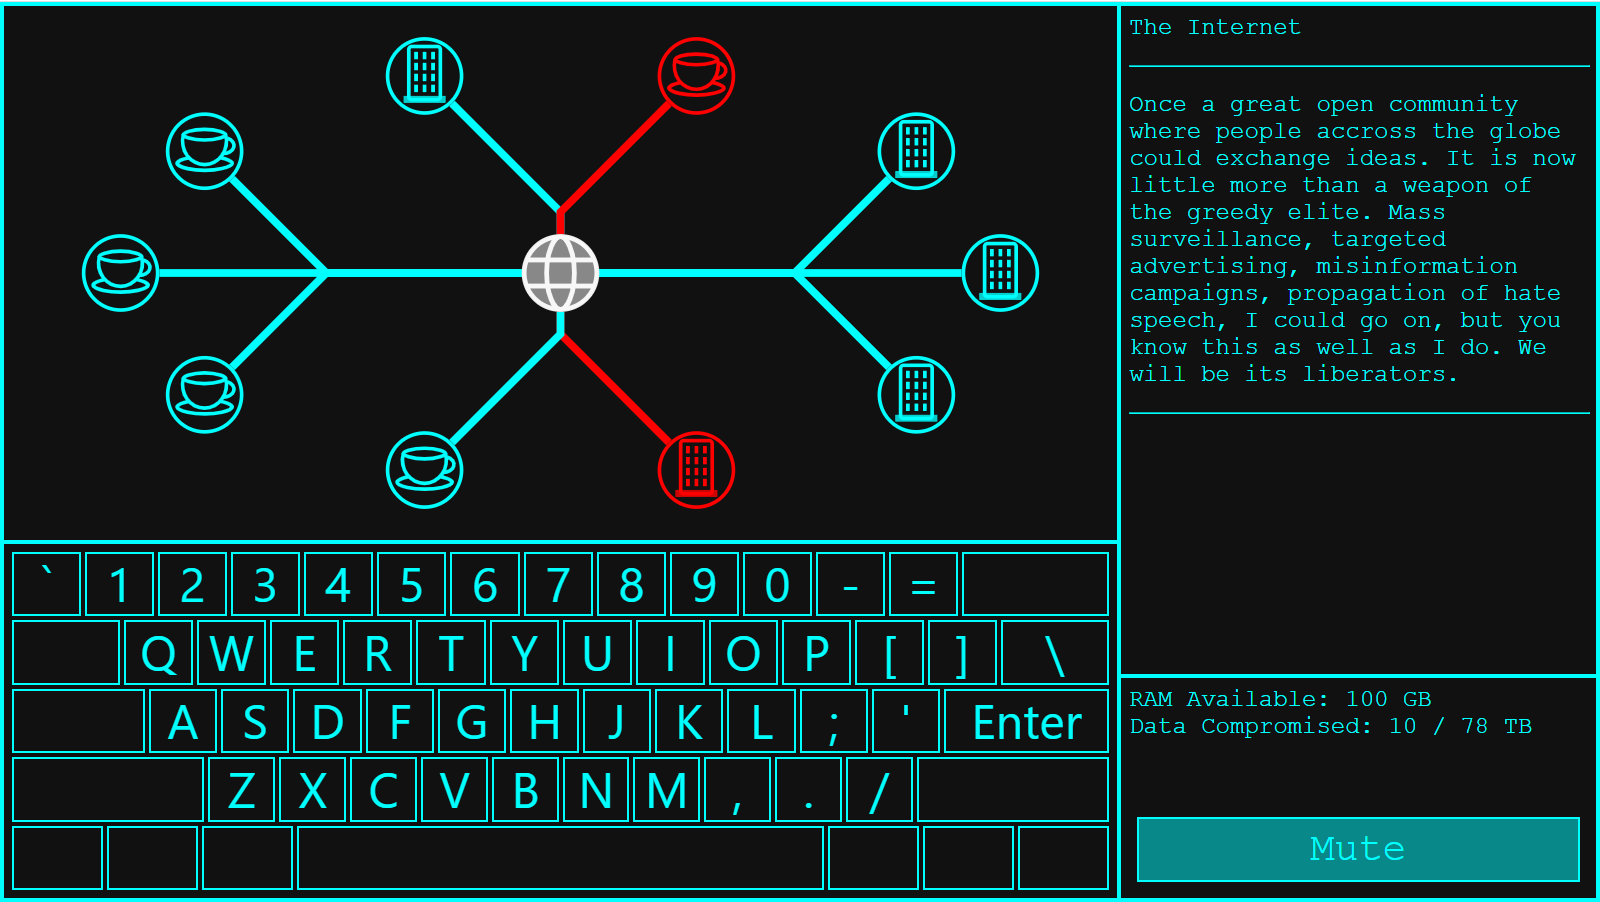 The Internet
Once a great open community
where people accross the globe
could exchange ideas. It is now
little more than a weapon of
the greedy elite. Mass
surveillance, targeted
advertising, misinformation
campaigns, propagation of hate
speech, I could go on, but you
know this as well as I do. We
will be its liberators.
` 1 2 3 4 5 6 7 8 9 0 - =
Q W E R T Y U I O P [ ] \
A S D F G H J K L ; ' Enter
Z X C V B N M , . /
RAM Available: 100 GB
Data Compromised: 10 / 78 TB
Mute